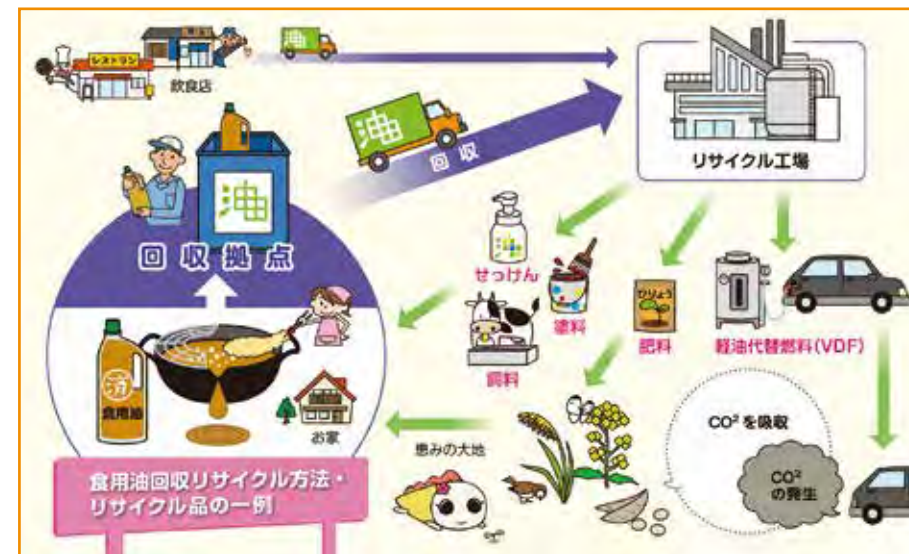 レストラン
飲食店
油
回収
リサイクル工場
油
回収拠点
油
せっけん
塗料
飼料
ひりょう
肥料
軽油代替燃料(VDF)
済
食用油
お家
恵みの大地
CO²を吸収
CO²
の発生
食用油回収リサイクル方法・
リサイクル品の一例